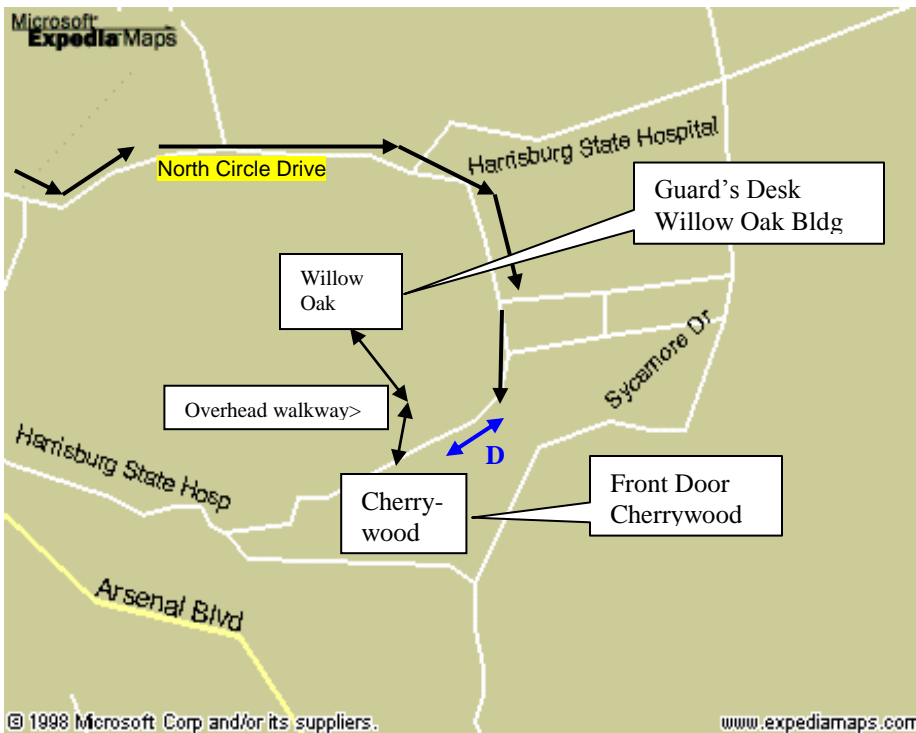 Microsoft
Expedia Maps
North Circle Drive
Harrisburg State Hospital
Guard's Desk
Willow Oak Bldg
Willow
Oak
Sycamore Dr
Overhead walkway>
D
Harrisburg State Hosp
Cherry-
wood
Front Door
Cherrywood
Arsenal Blvd
© 1998 Microsoft Corp and/or its suppliers.
www.expediamaps.com